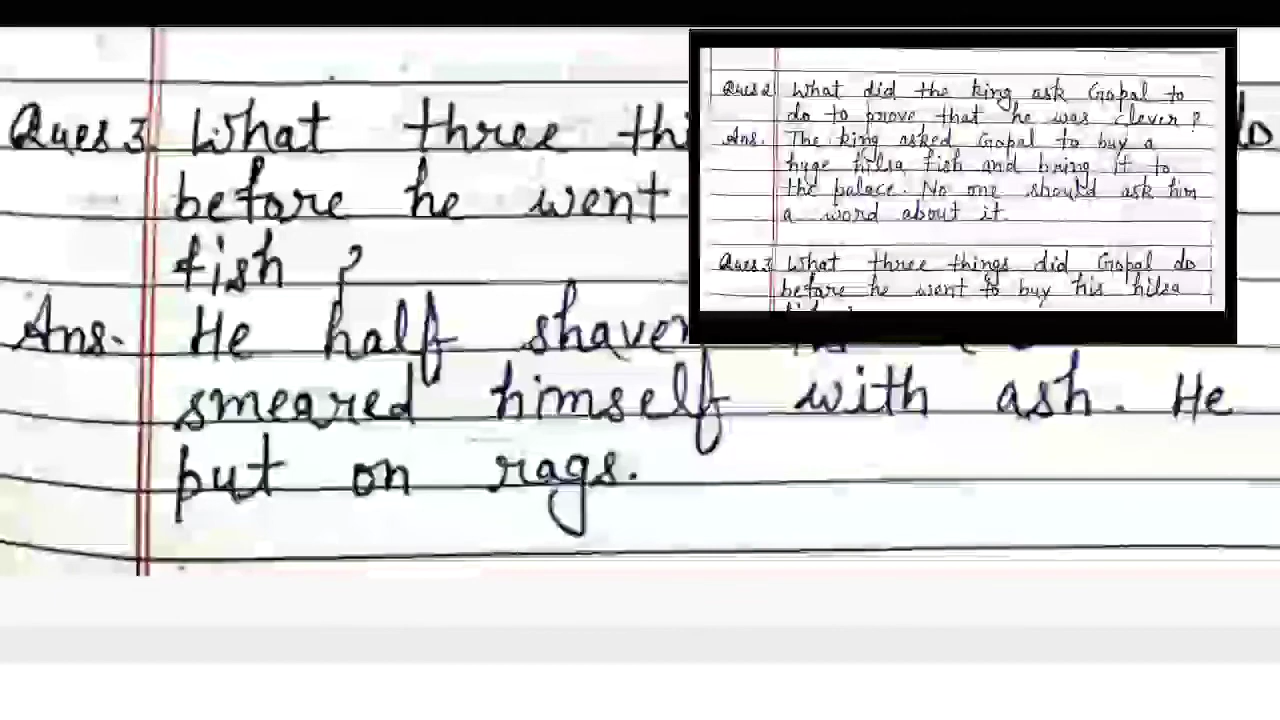 Ques 3. What three thi do
before he went
fish ?
Ans. He half shaven
smeared himself with ash. He
put on rags.
Ques 2 What did the king ask Gopal to
do to prove that he was clever ?
Ans. The king asked Gopal to buy a
huge hilsa fish and bring it to
the palace. No one should ask him
a word about it.
Ques 3 What three things did Gopal do
before he went to buy his hilsa